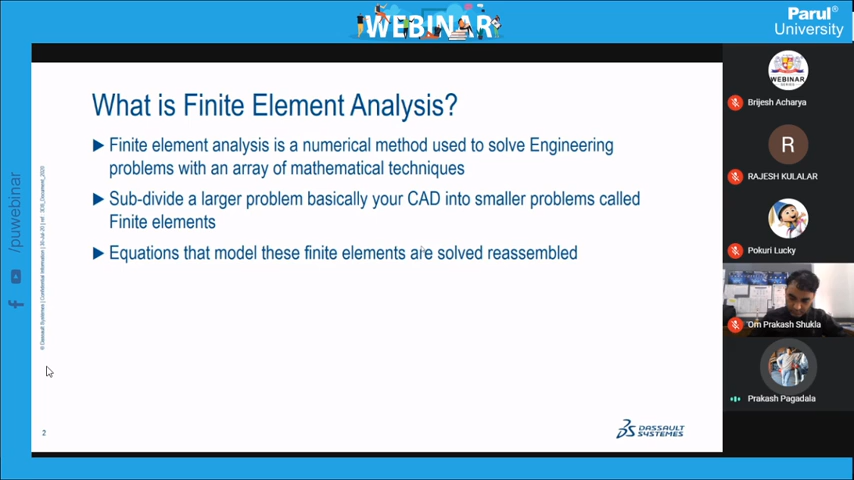 WEBINAR
Parul®
University
What is Finite Element Analysis?
Finite element analysis is a numerical method used to solve Engineering
problems with an array of mathematical techniques
Sub-divide a larger problem basically your CAD into smaller problems called
Finite elements
Equations that model these finite elements are solved reassembled
/puwebinar
2
DASSAULT
SYSTEMES
WEBINAR
Brijesh Acharya
R
RAJESH KULALAR
Pokuri Lucky
Om Prakash Shukla
Prakash Pagadala